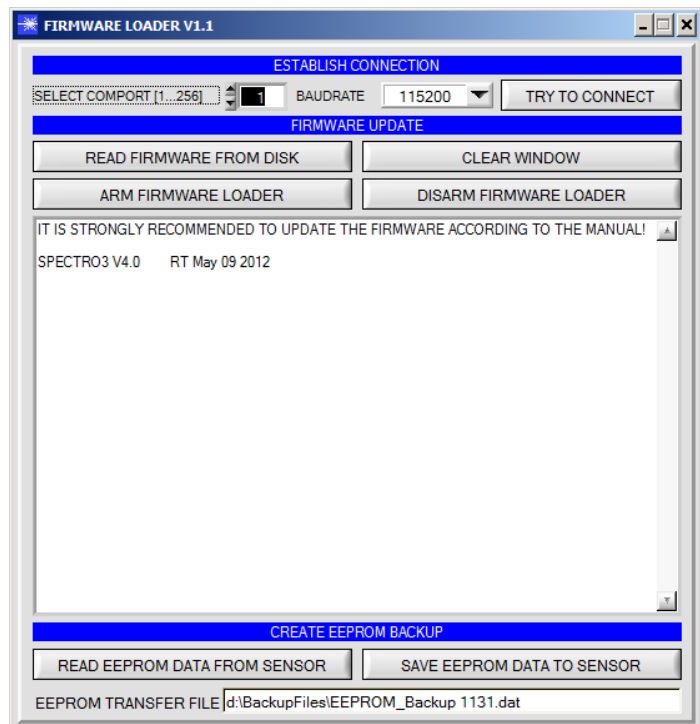 FIRMWARE LOADER V1.1
ESTABLISH CONNECTION
SELECT COMPORT [1...256] 1 BAUDRATE 115200 TRY TO CONNECT
FIRMWARE UPDATE
READ FIRMWARE FROM DISK CLEAR WINDOW
ARM FIRMWARE LOADER DISARM FIRMWARE LOADER
IT IS STRONGLY RECOMMENDED TO UPDATE THE FIRMWARE ACCORDING TO THE MANUAL!
SPECTRO3 V4.0 RT May 09 2012
CREATE EEPROM BACKUP
READ EEPROM DATA FROM SENSOR SAVE EEPROM DATA TO SENSOR
EEPROM TRANSFER FILE d:\BackupFiles\EEPROM_Backup 1131.dat